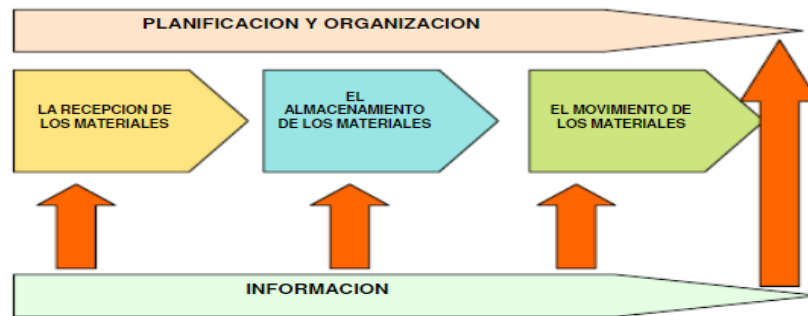 PLANIFICACION Y ORGANIZACION
LA RECEPCION DE
LOS MATERIALES
EL
ALMACENAMIENTO
DE LOS MATERIALES
EL MOVIMIENTO DE
LOS MATERIALES
INFORMACION